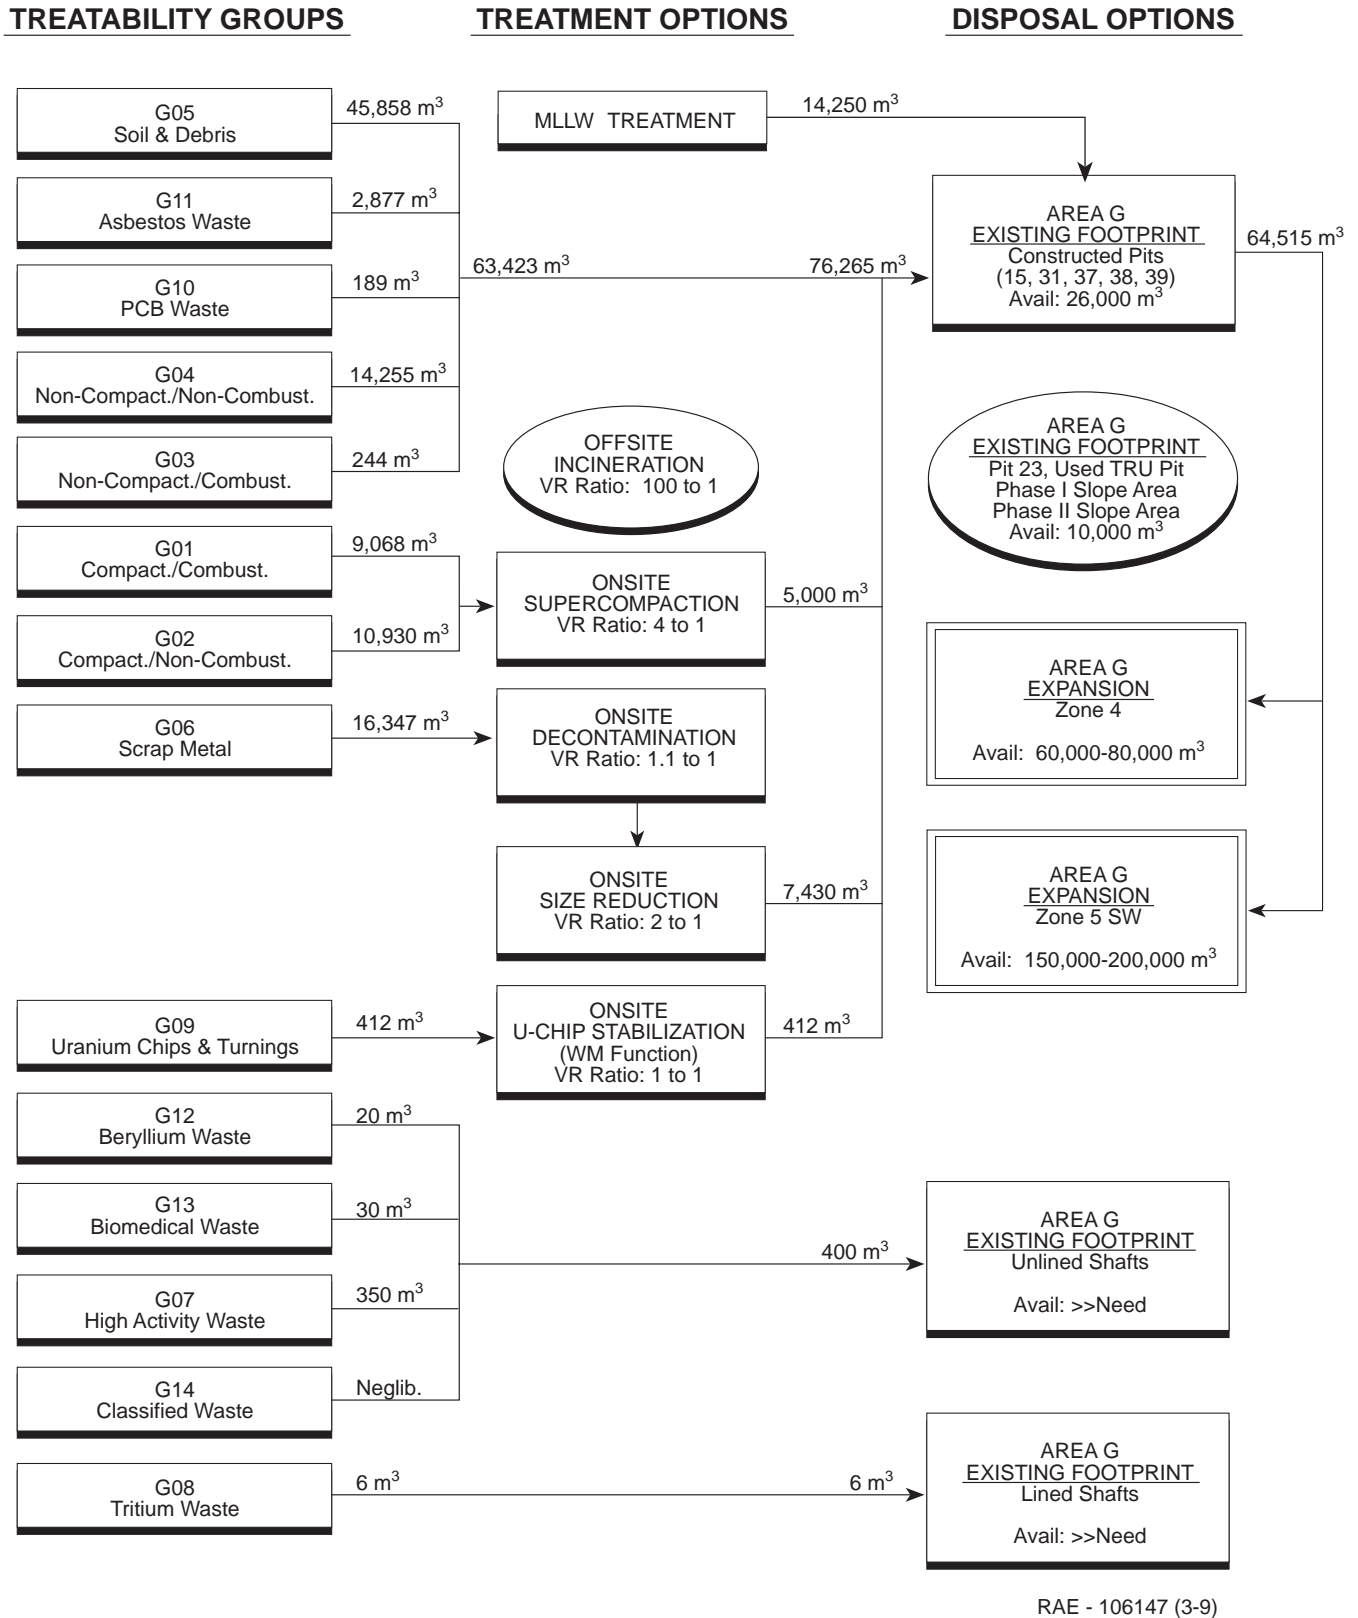 TREATABILITY GROUPS
TREATMENT OPTIONS
DISPOSAL OPTIONS
G05
Soil & Debris
45,858 m³
G11
Asbestos Waste
2,877 m³
G10
PCB Waste
189 m³
G04
Non-Compact./Non-Combust.
14,255 m³
G03
Non-Compact./Combust.
244 m³
G01
Compact./Combust.
9,068 m³
G02
Compact./Non-Combust.
10,930 m³
G06
Scrap Metal
16,347 m³
G09
Uranium Chips & Turnings
412 m³
G12
Beryllium Waste
20 m³
G13
Biomedical Waste
30 m³
G07
High Activity Waste
350 m³
G14
Classified Waste
Neglib.
G08
Tritium Waste
6 m³
MLLW TREATMENT
14,250 m³
63,423 m³
76,265 m³
OFFSITE
INCINERATION
VR Ratio: 100 to 1
ONSITE
SUPERCOMPACTION
VR Ratio: 4 to 1
5,000 m³
ONSITE
DECONTAMINATION
VR Ratio: 1.1 to 1
ONSITE
SIZE REDUCTION
VR Ratio: 2 to 1
7,430 m³
ONSITE
U-CHIP STABILIZATION
(WM Function)
VR Ratio: 1 to 1
412 m³
400 m³
6 m³
AREA G
EXISTING FOOTPRINT
Constructed Pits
(15, 31, 37, 38, 39)
Avail: 26,000 m³
64,515 m³
AREA G
EXISTING FOOTPRINT
Pit 23, Used TRU Pit
Phase I Slope Area
Phase II Slope Area
Avail: 10,000 m³
AREA G
EXPANSION
Zone 4
Avail: 60,000-80,000 m³
AREA G
EXPANSION
Zone 5 SW
Avail: 150,000-200,000 m³
AREA G
EXISTING FOOTPRINT
Unlined Shafts
Avail: >>Need
AREA G
EXISTING FOOTPRINT
Lined Shafts
Avail: >>Need
RAE - 106147 (3-9)